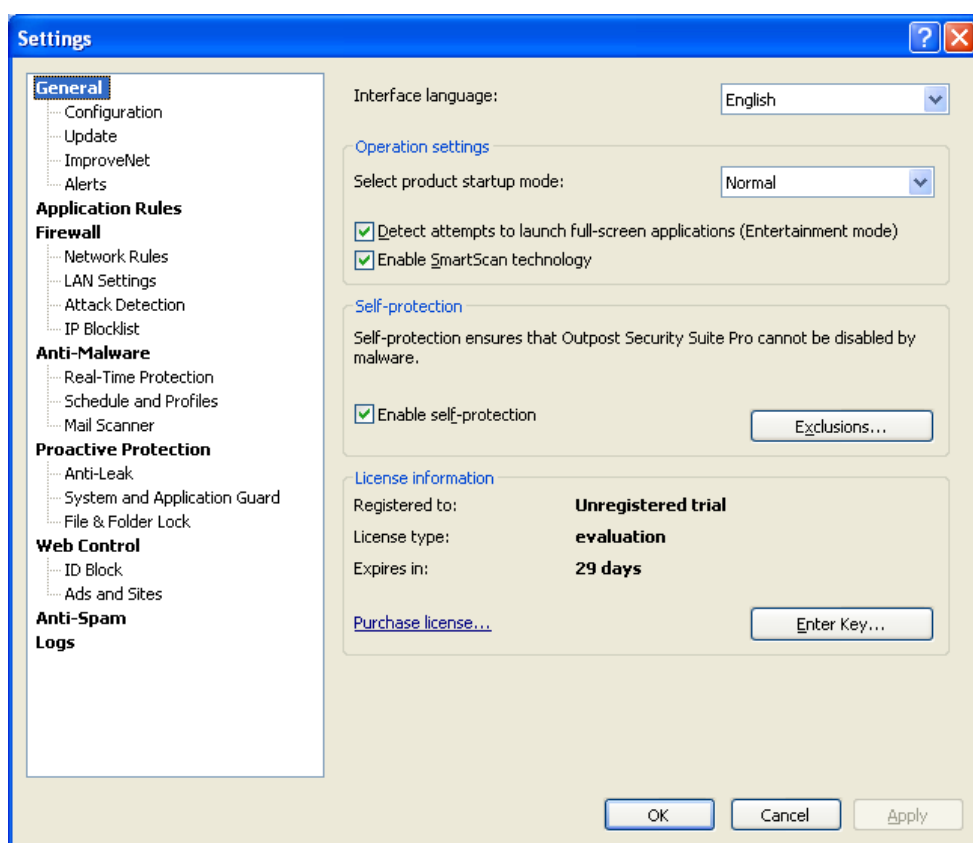 Settings
General
Configuration
Update
ImproveNet
Alerts
Application Rules
Firewall
Network Rules
LAN Settings
Attack Detection
IP Blocklist
Anti-Malware
Real-Time Protection
Schedule and Profiles
Mail Scanner
Proactive Protection
Anti-Leak
System and Application Guard
File & Folder Lock
Web Control
ID Block
Ads and Sites
Anti-Spam
Logs
Interface language: English
Operation settings
Select product startup mode: Normal
Detect attempts to launch full-screen applications (Entertainment mode)
Enable SmartScan technology
Self-protection
Self-protection ensures that Outpost Security Suite Pro cannot be disabled by
malware.
Enable self-protection
Exclusions...
License information
Registered to: Unregistered trial
License type: evaluation
Expires in: 29 days
Purchase license...
Enter Key...
OK Cancel Apply